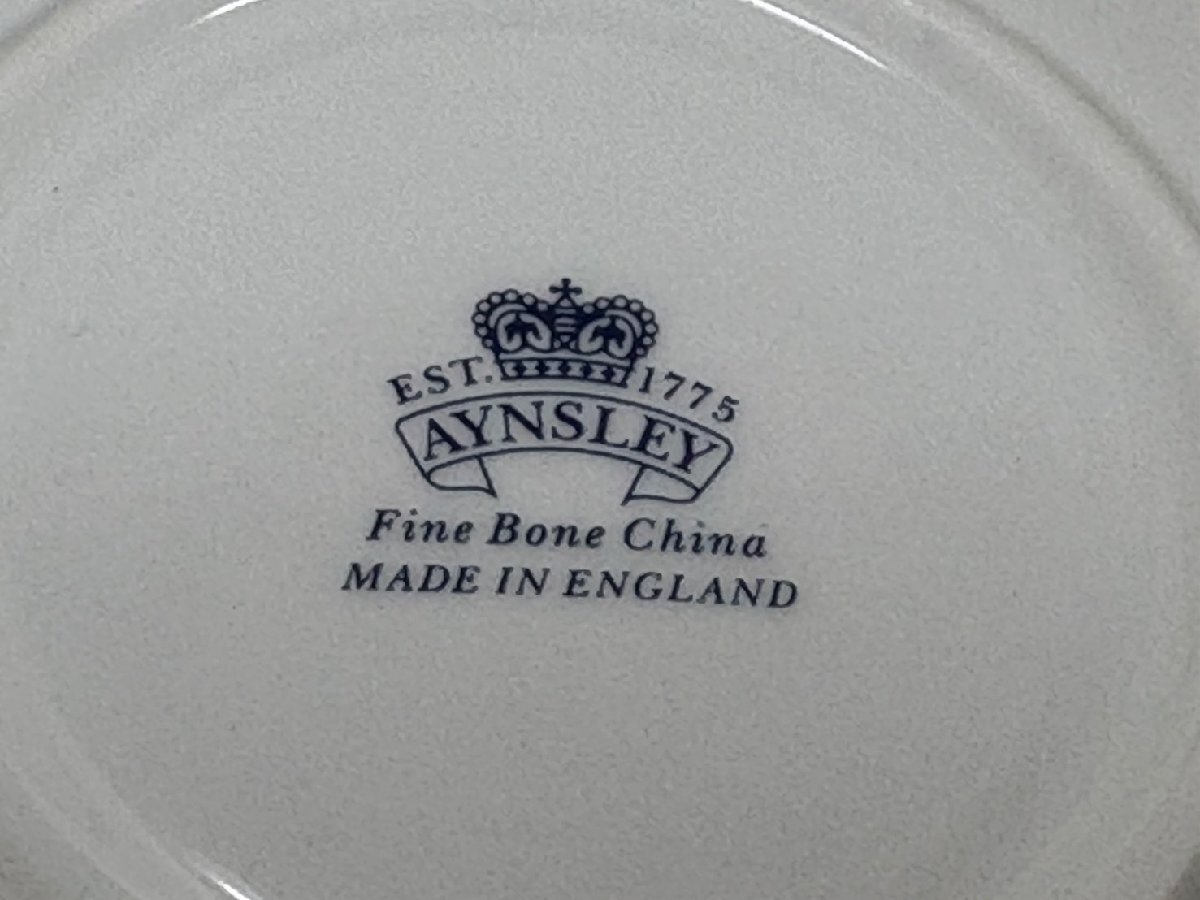 EST. 1775
AYNSLEY
Fine Bone China
MADE IN ENGLAND